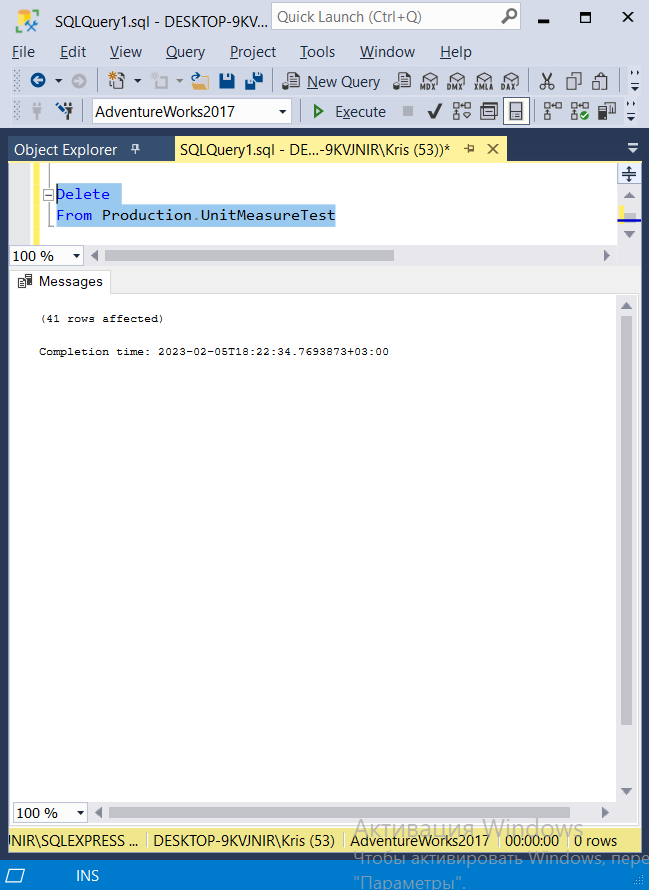 SQLQuery1.sql - DESKTOP-9KV...
Quick Launch (Ctrl+Q)
File Edit View Query Project Tools Window Help
New Query MDX DMX XMLA DAX
AdventureWorks2017 Execute
Object Explorer SQLQuery1.sql - DE...-9KVJNIR\Kris (53))*
Delete
From Production.UnitMeasureTest
100 %
Messages
(41 rows affected)
Completion time: 2023-02-05T18:22:34.7693873+03:00
100 %
Активация Windows
JNIR\SQLEXPRESS ... DESKTOP-9KVJNIR\Kris (53) AdventureWorks2017 00:00:00 0 rows
Чтобы активировать Windows, пере
"Параметры".
INS